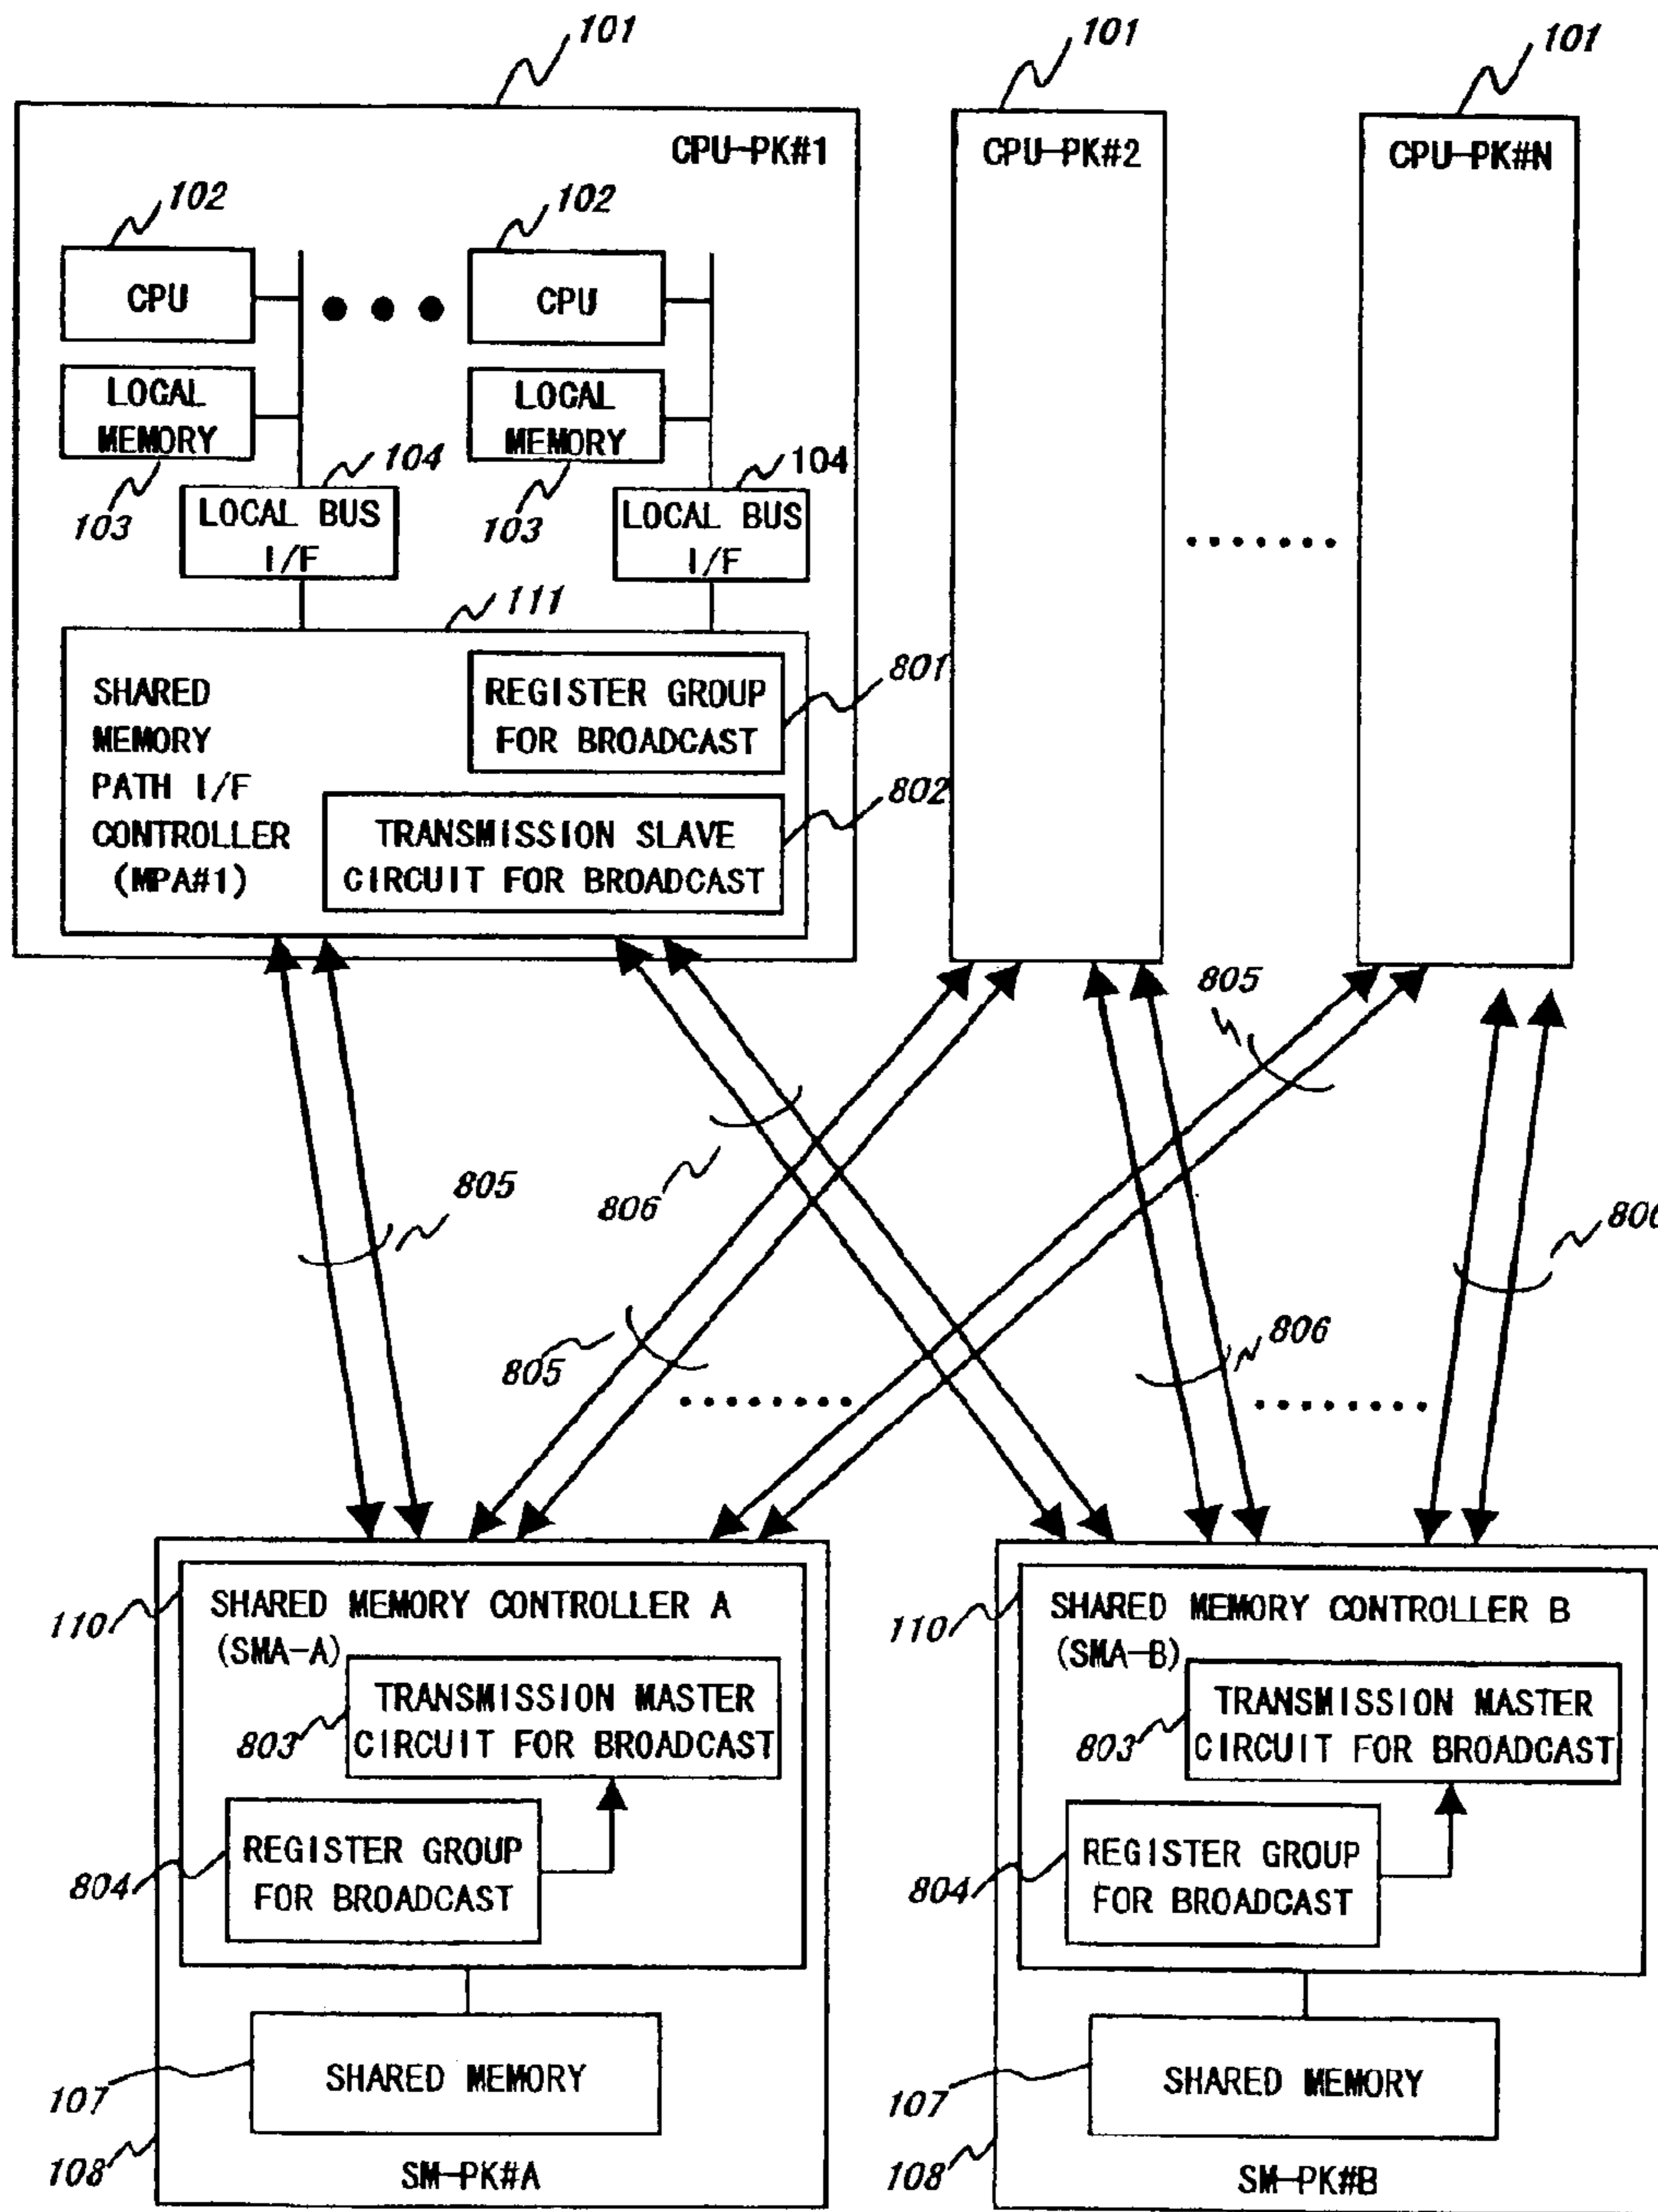 101
101
101
CPU-PK#1
CPU-PK#2
CPU-PK#N
102
102
CPU
CPU
LOCAL
MEMORY
LOCAL
MEMORY
103
104
103
104
LOCAL BUS
I/F
LOCAL BUS
I/F
111
SHARED
MEMORY
PATH I/F
CONTROLLER
(MPA#1)
REGISTER GROUP
FOR BROADCAST
801
TRANSMISSION SLAVE
CIRCUIT FOR BROADCAST
802
805
806
805
806
805
806
110
SHARED MEMORY CONTROLLER A
(SMA-A)
TRANSMISSION MASTER
CIRCUIT FOR BROADCAST
803
REGISTER GROUP
FOR BROADCAST
804
SHARED MEMORY
107
108
SM-PK#A
110
SHARED MEMORY CONTROLLER B
(SMA-B)
TRANSMISSION MASTER
CIRCUIT FOR BROADCAST
803
REGISTER GROUP
FOR BROADCAST
804
SHARED MEMORY
107
108
SM-PK#B